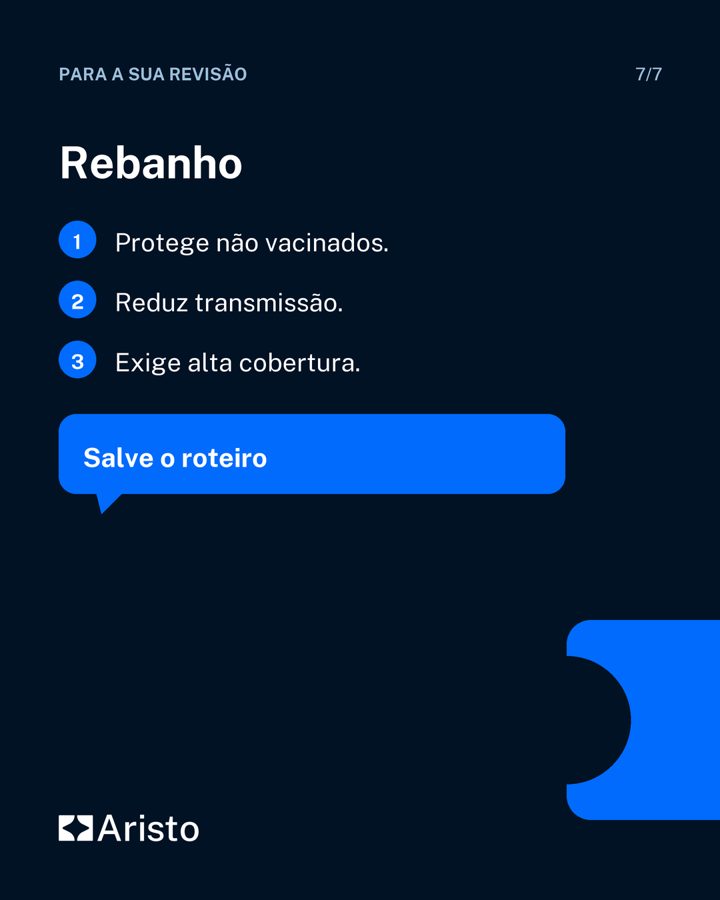 PARA A SUA REVISÃO
7/7
Rebanho
1 Protege não vacinados.
2 Reduz transmissão.
3 Exige alta cobertura.
Salve o roteiro
Aristo